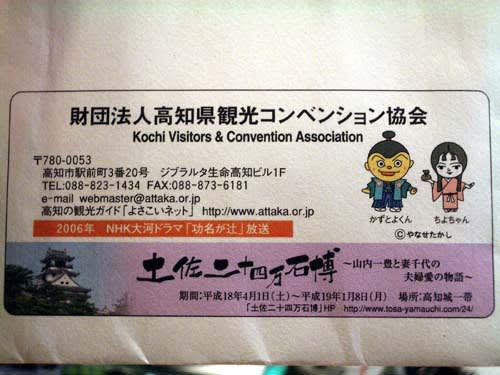 財団法人高知県観光コンベンション協会
Kochi Visitors & Convention Association
〒780-0053
高知市駅前町3番20号 ジブラルタ生命高知ビル1F
TEL:088-823-1434 FAX:088-873-6181
e-mail webmaster@attaka.or.jp
高知の観光ガイド「よさこいネット」 http://www.attaka.or.jp
かずとよくん ちよちゃん
Ⓒやなせたかし
2006年 NHK大河ドラマ「功名が辻」放送
土佐二十四万石博
～山内一豊と妻千代の
夫婦愛の物語～
期間:平成18年4月1日(土)～平成19年1月8日(月) 場所:高知城一帯
「土佐二十四万石博」HP http://www.tosa-yamauchi.com/24/